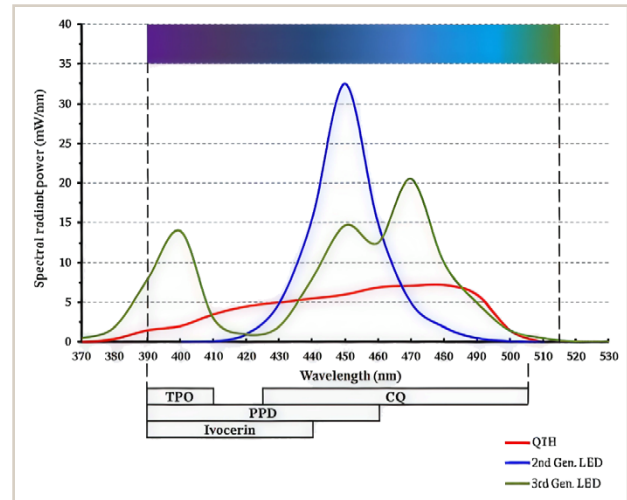 40
35
30
25
20
15
10
5
0
Spectral radiant power (mW/nm)
370 380 390 400 410 420 430 440 450 460 470 480 490 500 510 520 530
Wavelength (nm)
TPO CQ
PPD
Ivocerin
QTH
2nd Gen. LED
3rd Gen. LED